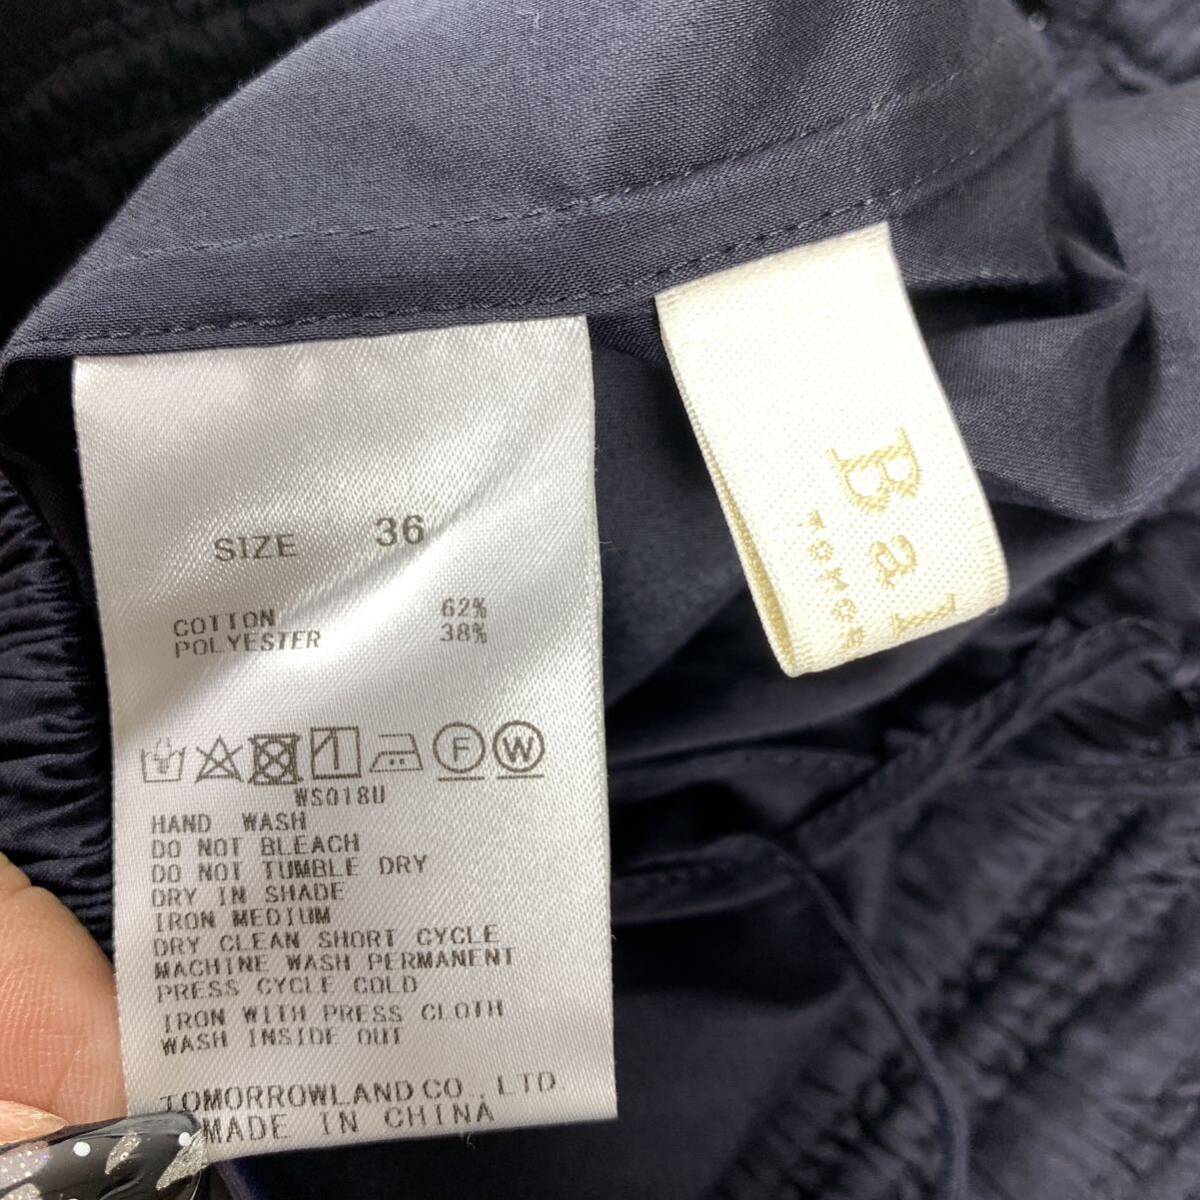 SIZE 36
COTTON 62%
POLYESTER 38%
F W
WS018U
HAND WASH
DO NOT BLEACH
DO NOT TUMBLE DRY
DRY IN SHADE
IRON MEDIUM
DRY CLEAN SHORT CYCLE
MACHINE WASH PERMANENT
PRESS CYCLE COLD
IRON WITH PRESS CLOTH
WASH INSIDE OUT
TOMORROWLAND CO., LTD.
MADE IN CHINA
Bal